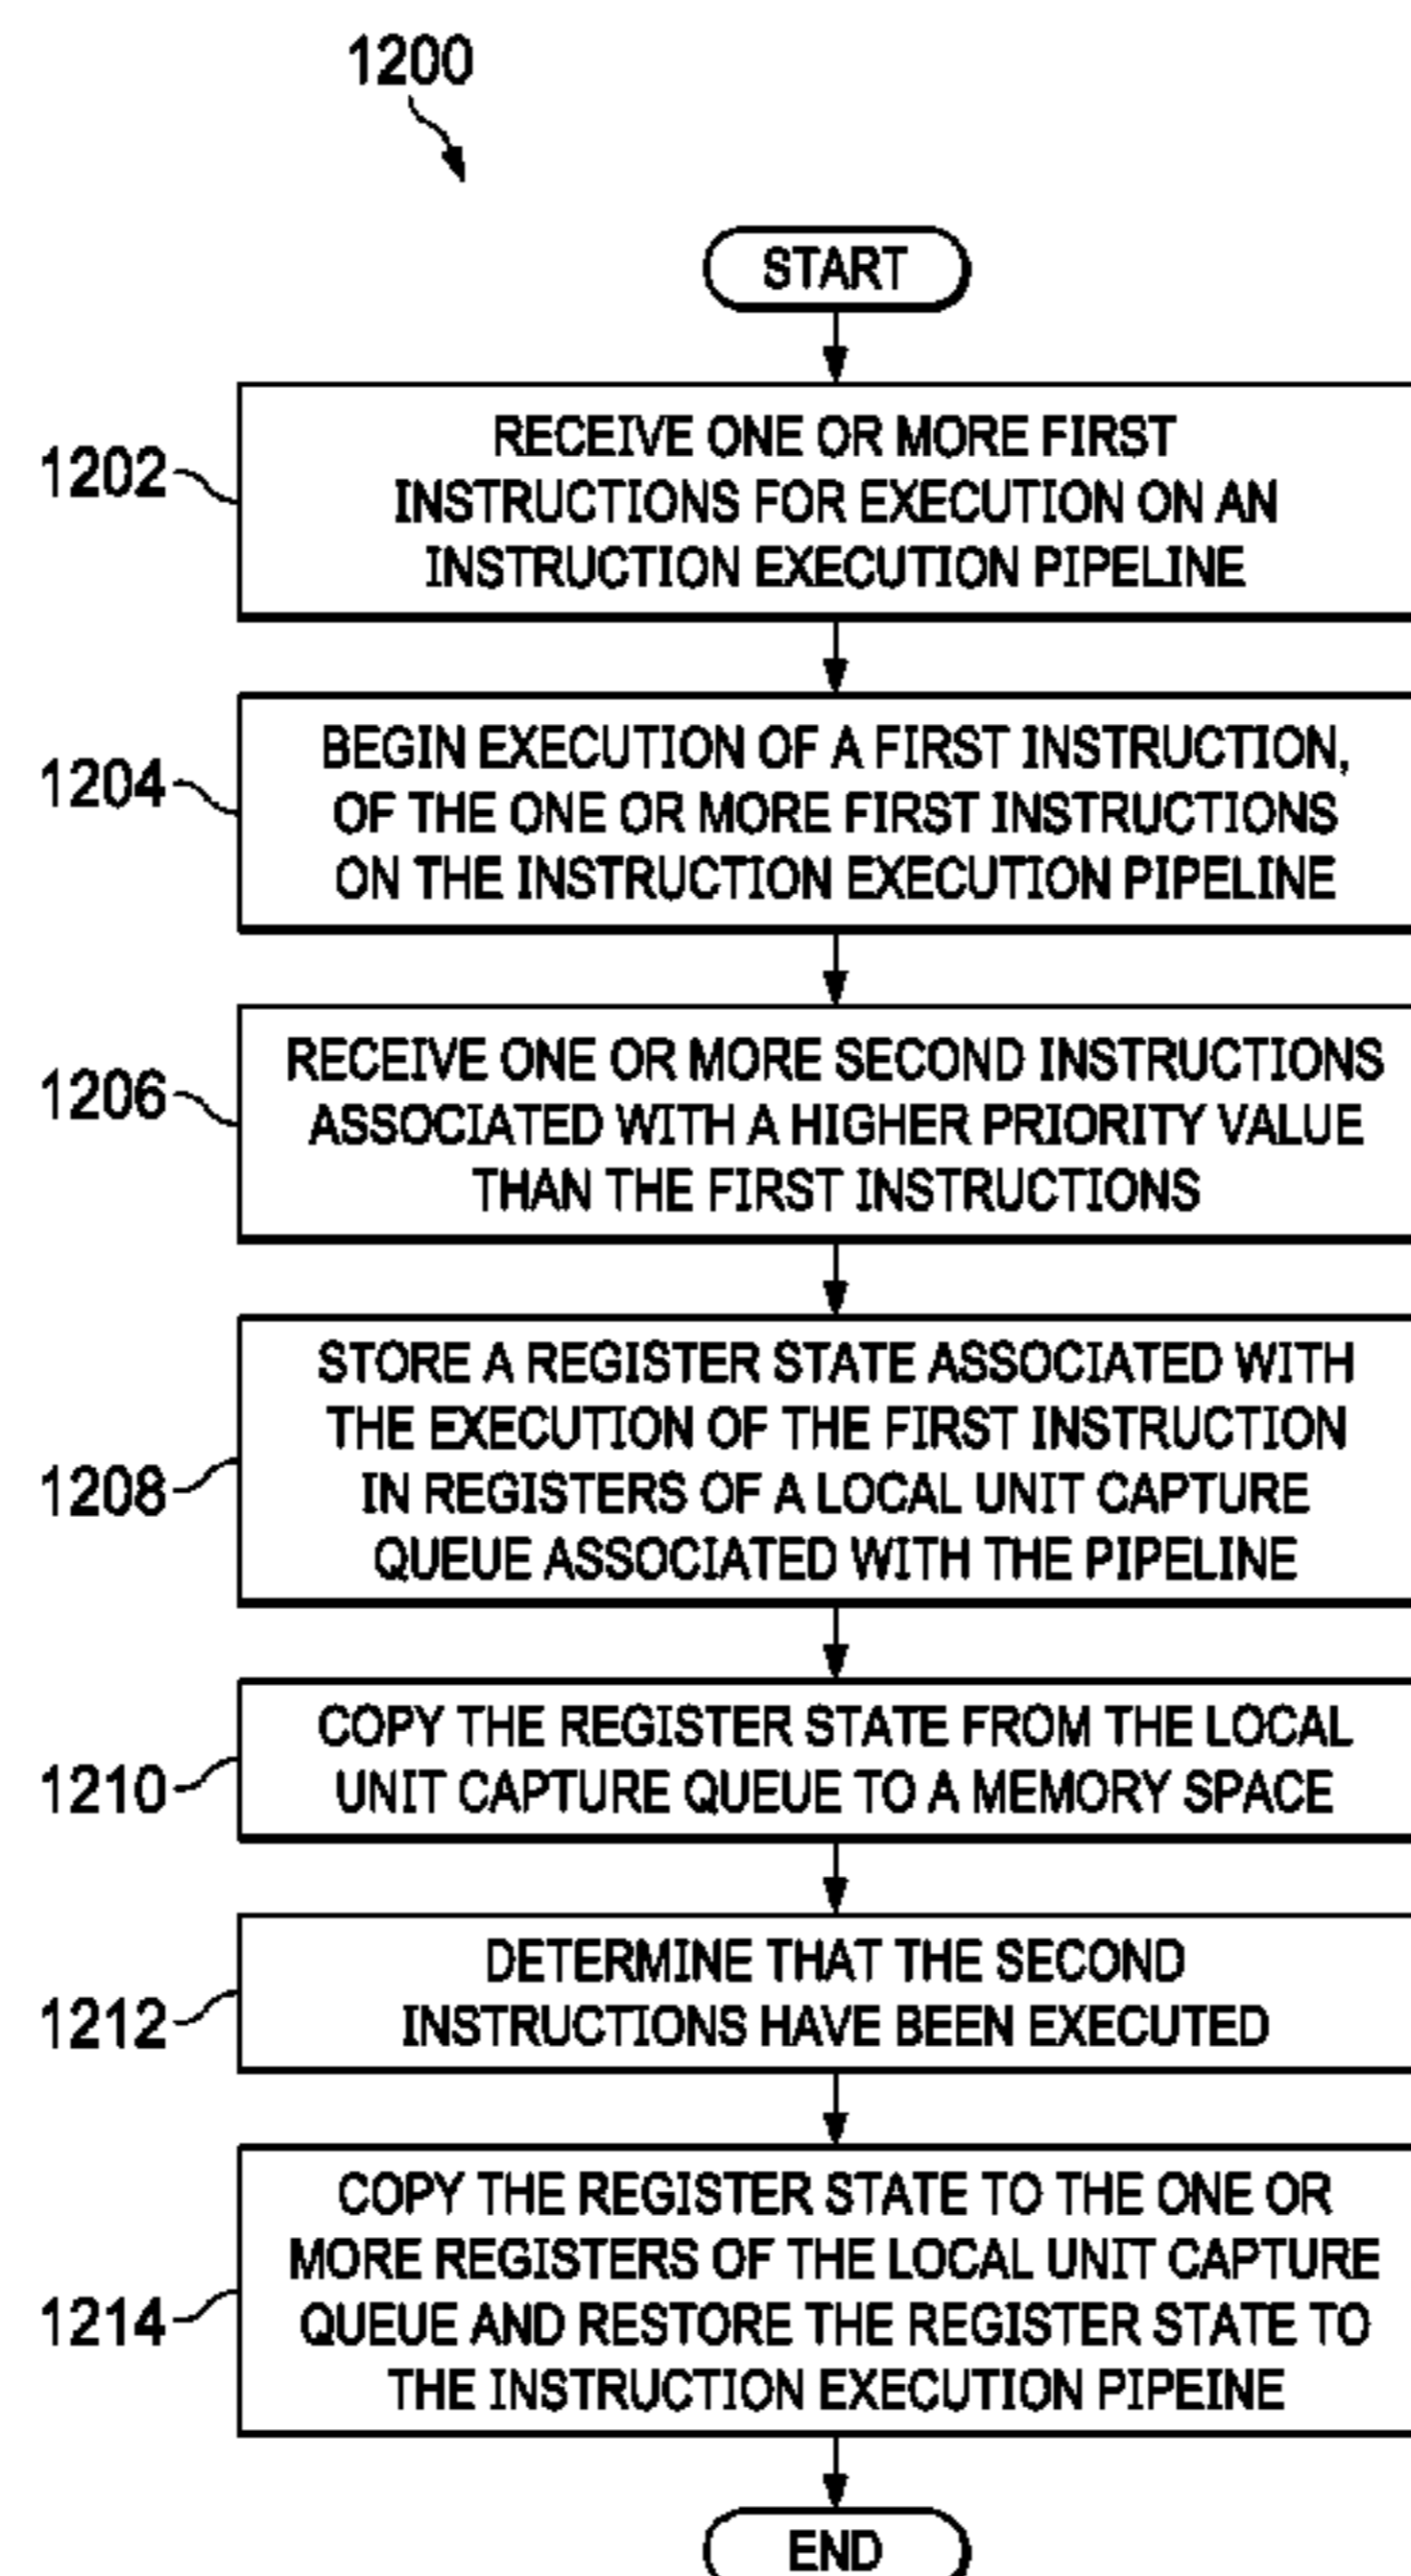 1200
START
1202
RECEIVE ONE OR MORE FIRST
INSTRUCTIONS FOR EXECUTION ON AN
INSTRUCTION EXECUTION PIPELINE
1204
BEGIN EXECUTION OF A FIRST INSTRUCTION,
OF THE ONE OR MORE FIRST INSTRUCTIONS
ON THE INSTRUCTION EXECUTION PIPELINE
1206
RECEIVE ONE OR MORE SECOND INSTRUCTIONS
ASSOCIATED WITH A HIGHER PRIORITY VALUE
THAN THE FIRST INSTRUCTIONS
1208
STORE A REGISTER STATE ASSOCIATED WITH
THE EXECUTION OF THE FIRST INSTRUCTION
IN REGISTERS OF A LOCAL UNIT CAPTURE
QUEUE ASSOCIATED WITH THE PIPELINE
1210
COPY THE REGISTER STATE FROM THE LOCAL
UNIT CAPTURE QUEUE TO A MEMORY SPACE
1212
DETERMINE THAT THE SECOND
INSTRUCTIONS HAVE BEEN EXECUTED
1214
COPY THE REGISTER STATE TO THE ONE OR
MORE REGISTERS OF THE LOCAL UNIT CAPTURE
QUEUE AND RESTORE THE REGISTER STATE TO
THE INSTRUCTION EXECUTION PIPEINE
END